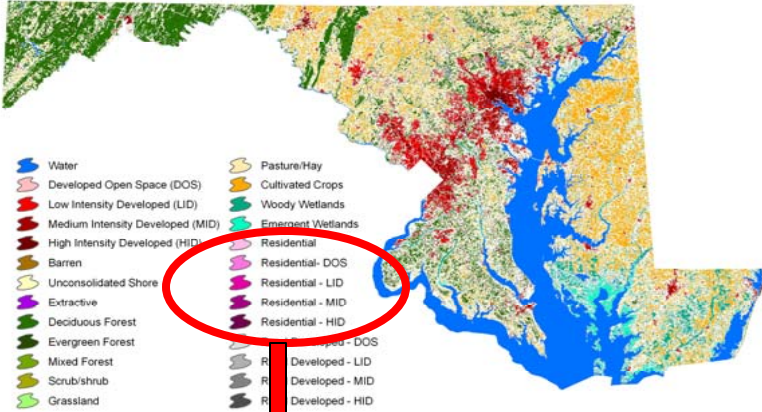 Water
Developed Open Space (DOS)
Low Intensity Developed (LID)
Medium Intensity Developed (MID)
High Intensity Developed (HID)
Barren
Unconsolidated Shore
Extractive
Deciduous Forest
Evergreen Forest
Mixed Forest
Scrub/shrub
Grassland
Pasture/Hay
Cultivated Crops
Woody Wetlands
Emergent Wetlands
Residential
Residential- DOS
Residential - LID
Residential - MID
Residential - HID
Developed - DOS
Developed - LID
Developed - MID
Developed - HID